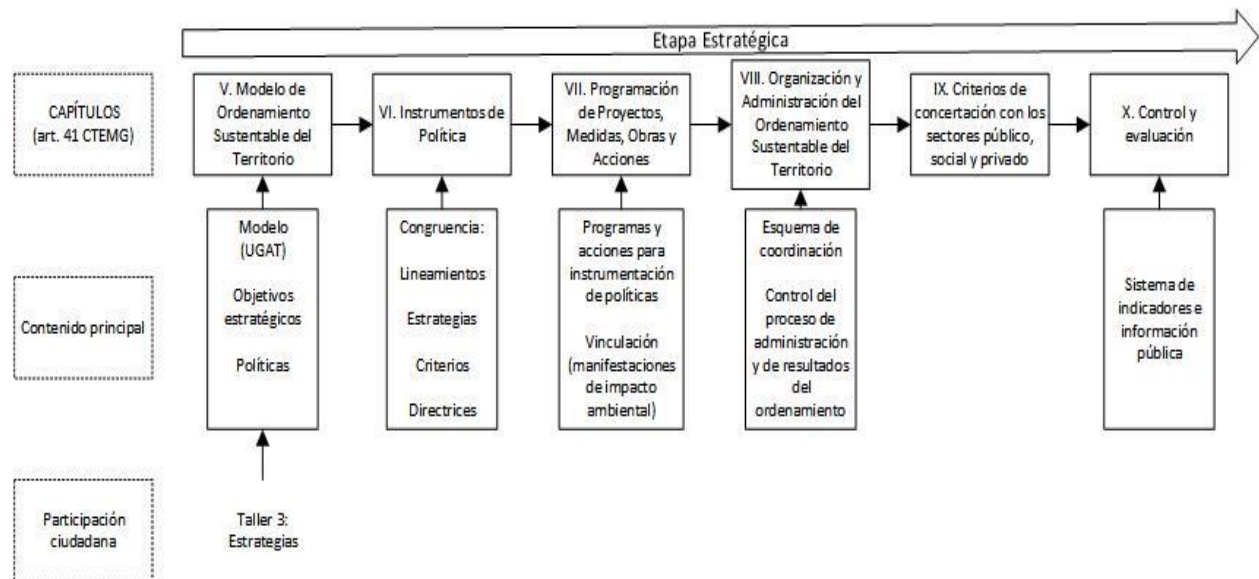 Etapa Estratégica
CAPÍTULOS
(art. 41 CTEMG)
V. Modelo de
Ordenamiento
Sustentable del
Territorio
VI. Instrumentos de
Política
VII. Programación
de Proyectos,
Medidas, Obras y
Acciones
VIII. Organización y
Administración del
Ordenamiento
Sustentable del
Territorio
IX. Criterios de
concertación con los
sectores público,
social y privado
X. Control y
evaluación
Contenido principal
Modelo
(UGAT)
Objetivos
estratégicos
Políticas
Congruencia:
Lineamientos
Estrategias
Criterios
Directrices
Programas y
acciones para
instrumentación
de políticas
Vinculación
(manifestaciones
de impacto
ambiental)
Esquema de
coordinación
Control del
proceso de
administración
y de resultados
del
ordenamiento
Sistema de
indicadores e
información
pública
Participación
ciudadana
Taller 3:
Estrategias